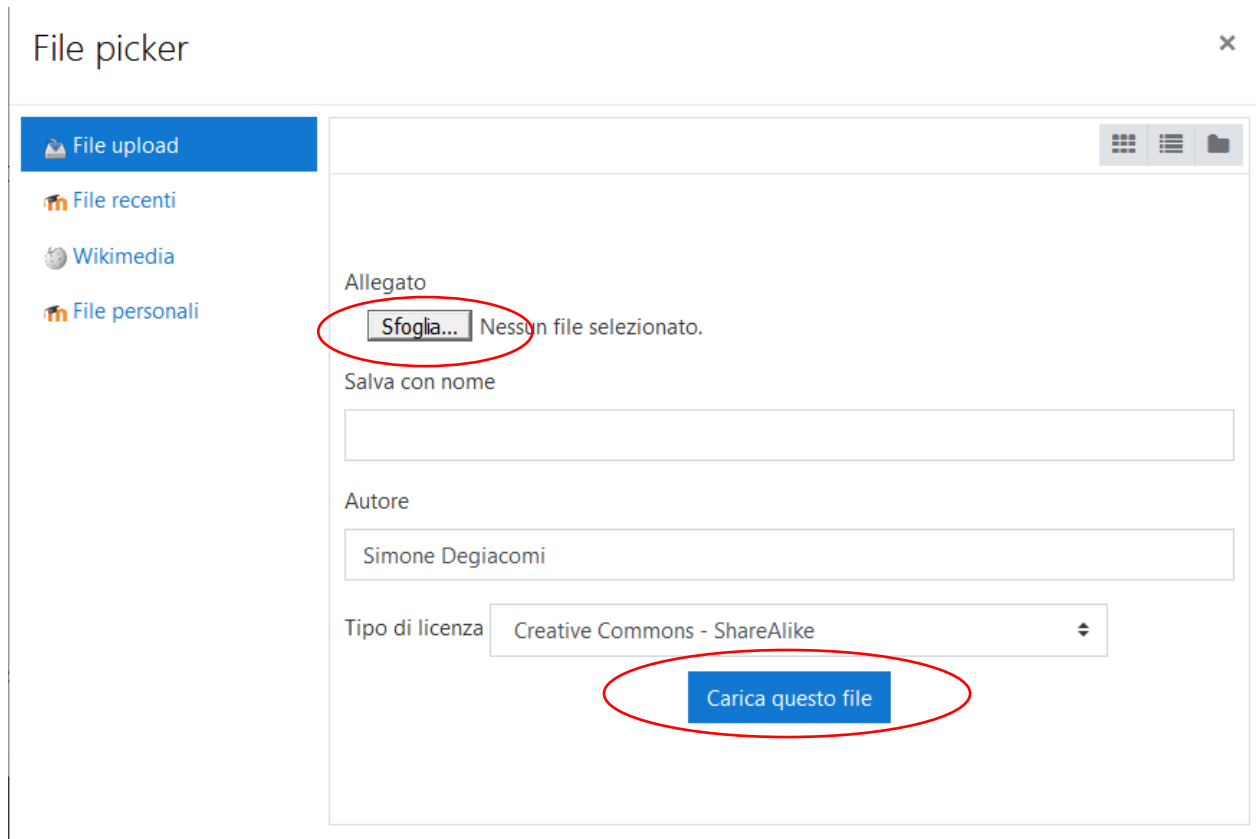 File picker
×
File upload
File recenti
Wikimedia
File personali
Allegato
Sfoglia... Nessun file selezionato.
Salva con nome
Autore
Simone Degiacomi
Tipo di licenza Creative Commons - ShareAlike
Carica questo file